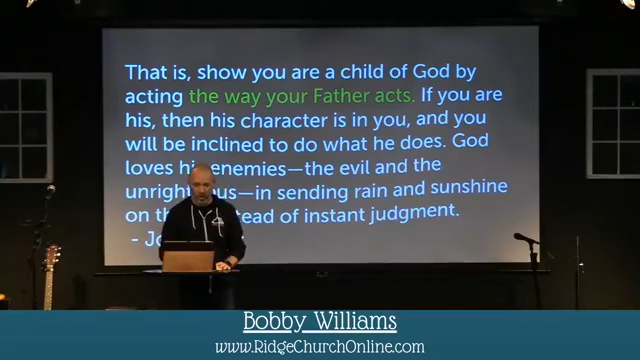 That is, show you are a child of God by
acting the way your Father acts. If you are
his, then his character is in you, and you
will be inclined to do what he does. God
loves his enemies—the evil and the
in sending rain and sunshine
on of instant judgment.
-
Bobby Williams
www.RidgeChurchOnline.com